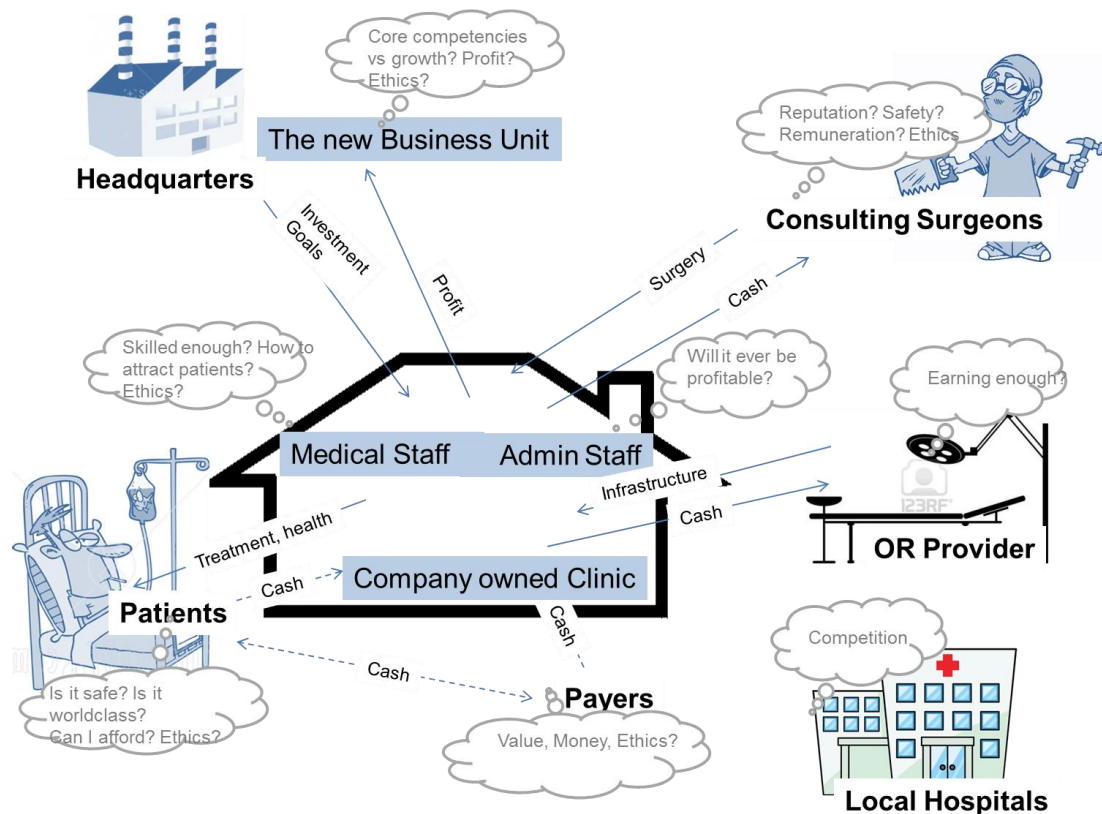 Core competencies
vs growth? Profit?
Ethics?
The new Business Unit
Headquarters
Reputation? Safety?
Remuneration? Ethics
Consulting Surgeons
Investment
Goals
Profit
Surgery
Cash
Skilled enough? How to
attract patients?
Ethics?
Will it ever be
profitable?
Earning enough?
Medical Staff
Admin Staff
Infrastructure
Cash
123RF®
OR Provider
Treatment, health
Cash
Company owned Clinic
Patients
Cash
Cash
Competition
Is it safe? Is it
worldclass?
Can I afford? Ethics?
Payers
Value, Money, Ethics?
Local Hospitals